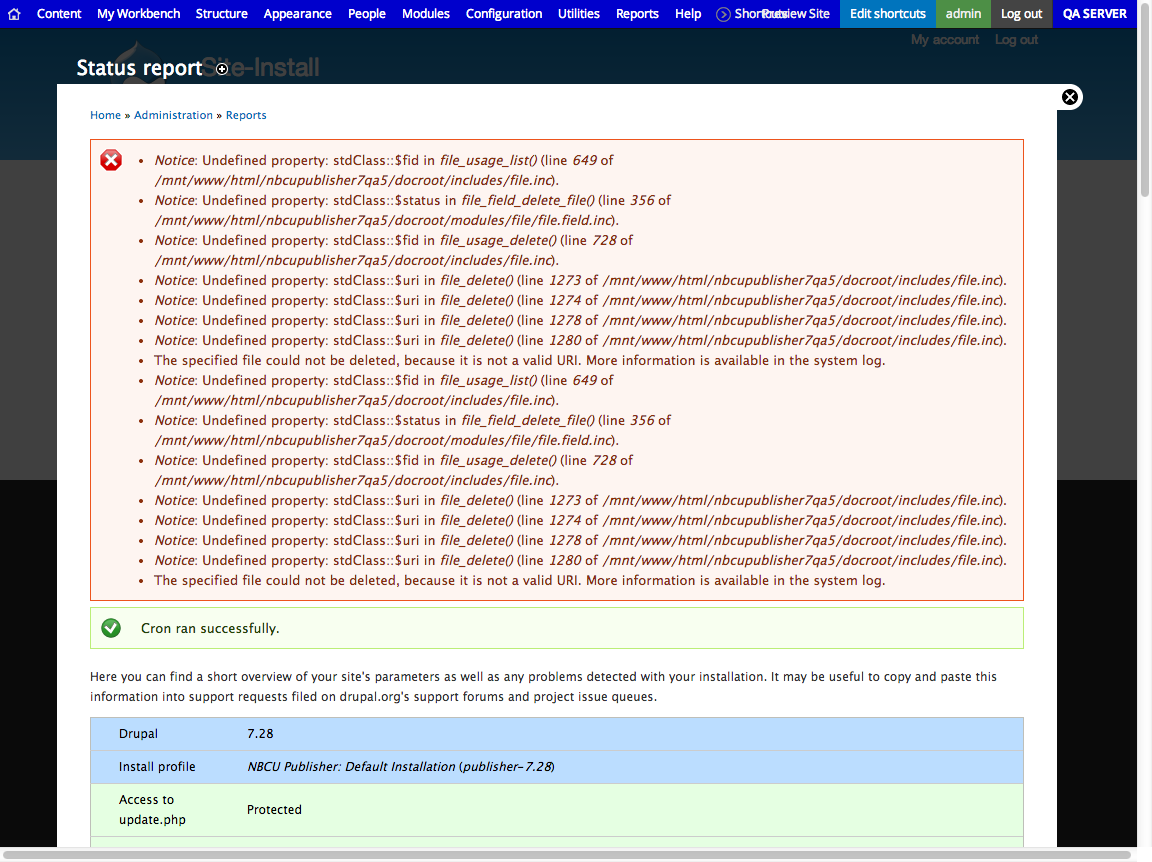 Content My Workbench Structure Appearance People Modules Configuration Utilities Reports Help Shortcuts Preview Site Edit shortcuts admin Log out QA SERVER
My account Log out
Status report Site-Install
Home » Administration » Reports
Notice: Undefined property: stdClass::$fid in file_usage_list() (line 649 of
/mnt/www/html/nbcupublisher7qa5/docroot/includes/file.inc).
Notice: Undefined property: stdClass::$status in file_field_delete_file() (line 356 of
/mnt/www/html/nbcupublisher7qa5/docroot/modules/file/file.field.inc).
Notice: Undefined property: stdClass::$fid in file_usage_delete() (line 728 of
/mnt/www/html/nbcupublisher7qa5/docroot/includes/file.inc).
Notice: Undefined property: stdClass::$uri in file_delete() (line 1273 of /mnt/www/html/nbcupublisher7qa5/docroot/includes/file.inc).
Notice: Undefined property: stdClass::$uri in file_delete() (line 1274 of /mnt/www/html/nbcupublisher7qa5/docroot/includes/file.inc).
Notice: Undefined property: stdClass::$uri in file_delete() (line 1278 of /mnt/www/html/nbcupublisher7qa5/docroot/includes/file.inc).
Notice: Undefined property: stdClass::$uri in file_delete() (line 1280 of /mnt/www/html/nbcupublisher7qa5/docroot/includes/file.inc).
The specified file could not be deleted, because it is not a valid URI. More information is available in the system log.
Notice: Undefined property: stdClass::$fid in file_usage_list() (line 649 of
/mnt/www/html/nbcupublisher7qa5/docroot/includes/file.inc).
Notice: Undefined property: stdClass::$status in file_field_delete_file() (line 356 of
/mnt/www/html/nbcupublisher7qa5/docroot/modules/file/file.field.inc).
Notice: Undefined property: stdClass::$fid in file_usage_delete() (line 728 of
/mnt/www/html/nbcupublisher7qa5/docroot/includes/file.inc).
Notice: Undefined property: stdClass::$uri in file_delete() (line 1273 of /mnt/www/html/nbcupublisher7qa5/docroot/includes/file.inc).
Notice: Undefined property: stdClass::$uri in file_delete() (line 1274 of /mnt/www/html/nbcupublisher7qa5/docroot/includes/file.inc).
Notice: Undefined property: stdClass::$uri in file_delete() (line 1278 of /mnt/www/html/nbcupublisher7qa5/docroot/includes/file.inc).
Notice: Undefined property: stdClass::$uri in file_delete() (line 1280 of /mnt/www/html/nbcupublisher7qa5/docroot/includes/file.inc).
The specified file could not be deleted, because it is not a valid URI. More information is available in the system log.
Cron ran successfully.
Here you can find a short overview of your site's parameters as well as any problems detected with your installation. It may be useful to copy and paste this
information into support requests filed on drupal.org's support forums and project issue queues.
Drupal 7.28
Install profile NBCU Publisher: Default Installation (publisher-7.28)
Access to
update.php Protected